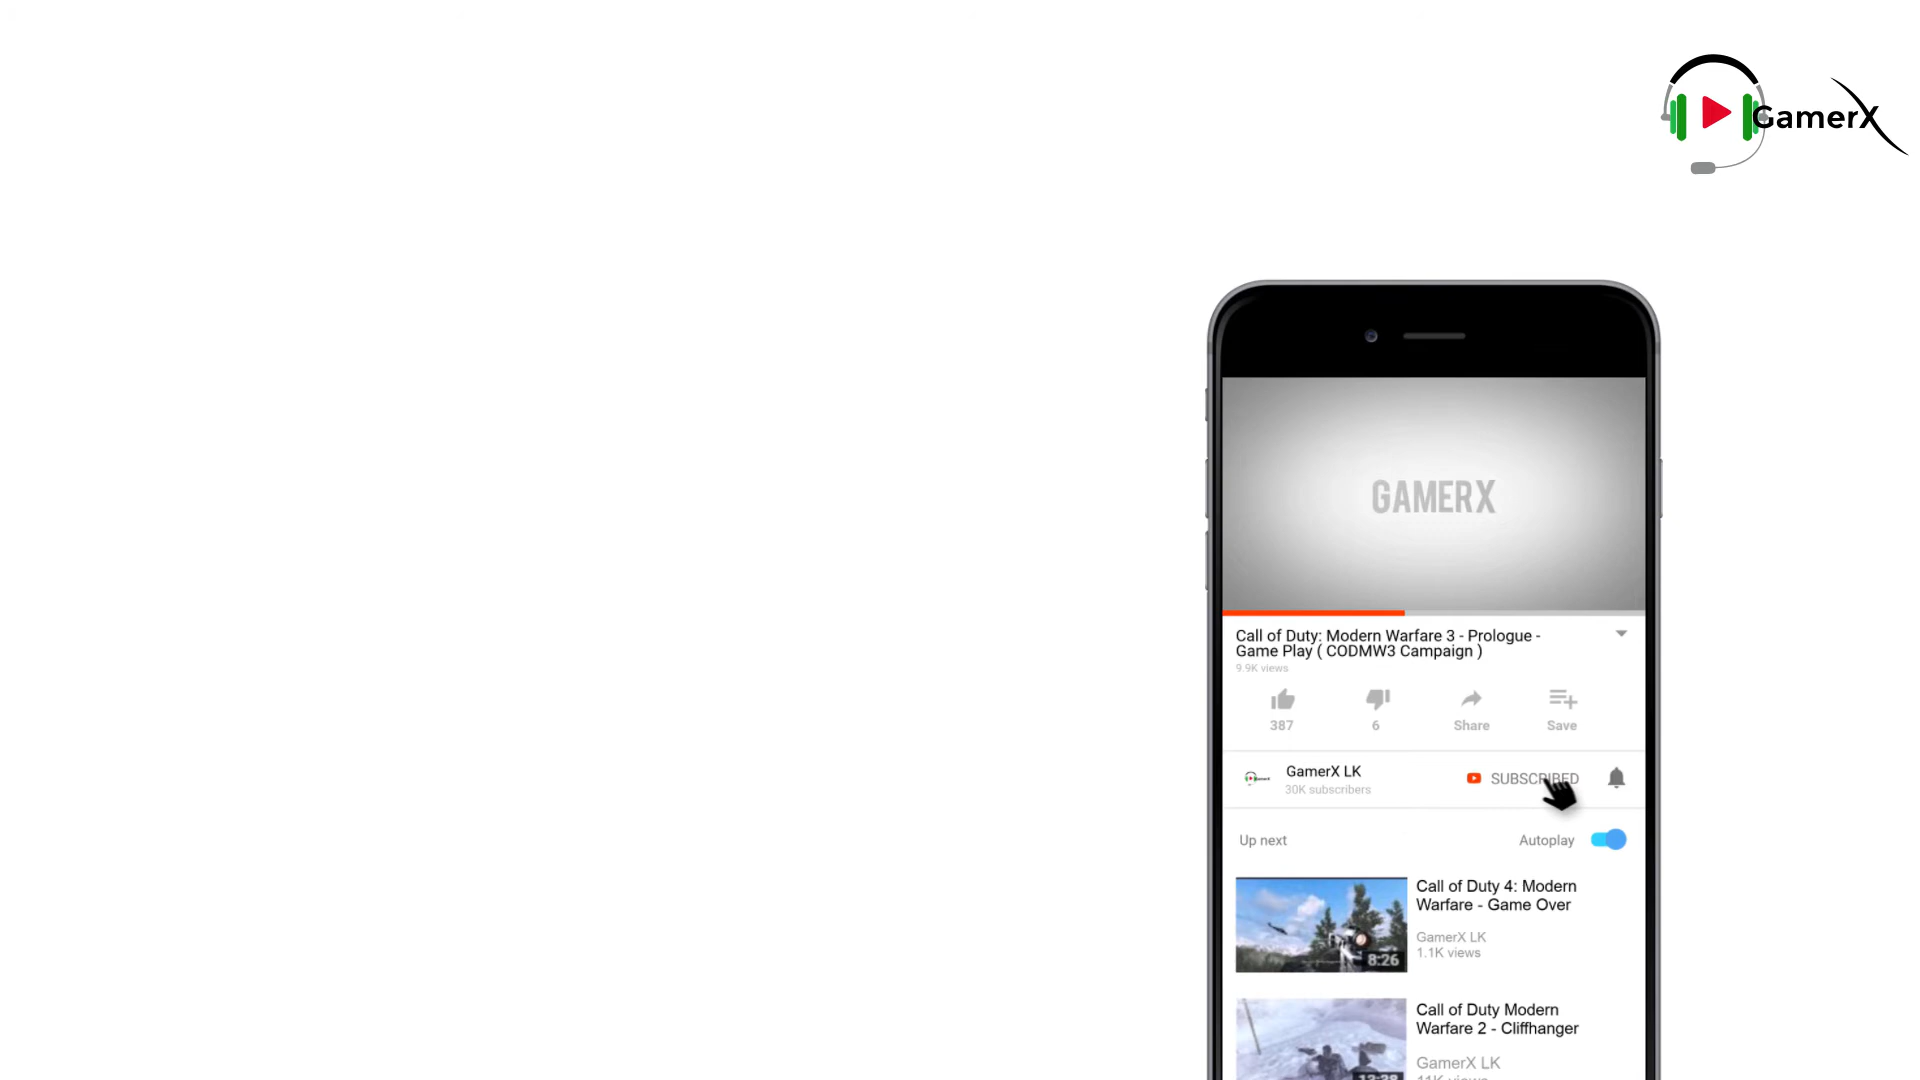 GamerX
GAMERX
Call of Duty: Modern Warfare 3 - Prologue -
Game Play ( CODMW3 Campaign )
9.9K views
387
6
Share
Save
GamerX LK
30K subscribers
SUBSCRIBED
Up next
Autoplay
Call of Duty 4: Modern
Warfare - Game Over
GamerX LK
1.1K views
8:26
Call of Duty Modern
Warfare 2 - Cliffhanger
GamerX LK
11K views